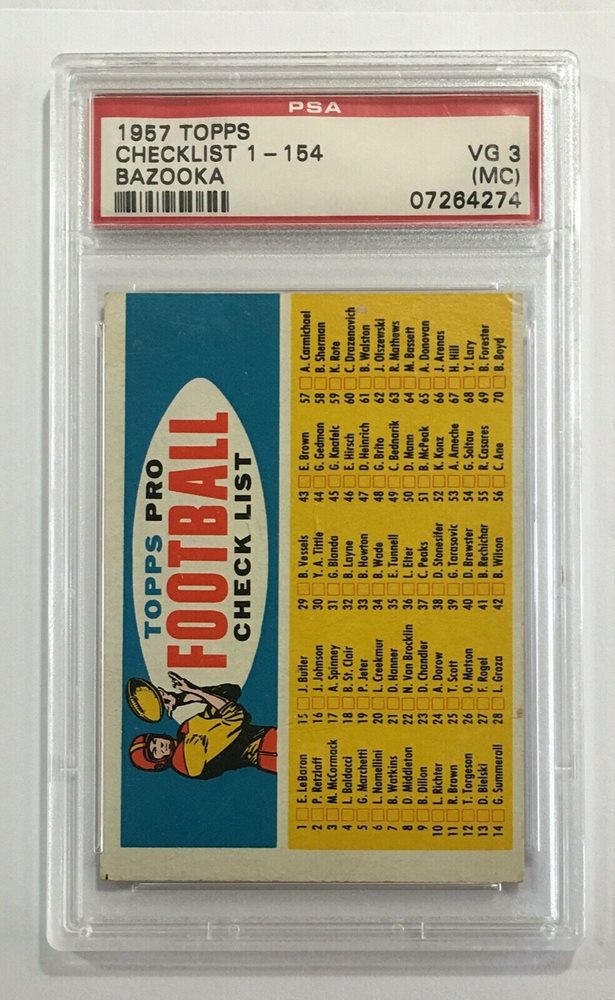 PSA
1957 TOPPS
CHECKLIST 1-154 VG 3
BAZOOKA (MC)
07264274
TOPPS PRO
FOOTBALL
CHECK LIST
1 E. LeBaron
2 P. Retzlaff
3 M. McCormack
4 L. Baldacci
5 G. Marchetti
6 L. Nomellini
7 B. Watkins
8 D. Middleton
9 B. Dillon
10 L. Richter
11 R. Brown
12 T. Torgeson
13 D. Bielski
14 G. Summerall
15 J. Butler
16 J. Johnson
17 A. Spinney
18 B. St. Clair
19 P. Jeter
20 L. Creekmur
21 D. Hanner
22 N. Van Brocklin
23 D. Chandler
24 A. Dorow
25 T. Scott
26 O. Matson
27 F. Rogel
28 L. Groza
29 B. Vessels
30 Y. A. Tittle
31 G. Blanda
32 B. Layne
33 B. Howton
34 B. Wade
35 E. Tunnell
36 L. Elter
37 C. Peaks
38 D. Stonesifer
39 G. Tarasovic
40 D. Brewster
41 B. Rechichar
42 B. Wilson
43 E. Brown
44 G. Gedman
45 G. Knafelc
46 E. Hirsch
47 D. Heinrich
48 G. Brito
49 C. Bednarik
50 D. Mann
51 B. McPeak
52 K. Konz
53 A. Ameche
54 G. Soltau
55 R. Casares
56 C. Ane
57 A. Carmichael
58 B. Sherman
59 K. Rote
60 C. Drazenovich
61 B. Walston
62 J. Olszewski
63 R. Mathews
64 M. Bassett
65 A. Donovan
66 J. Arenas
67 H. Hill
68 Y. Lary
69 B. Forester
70 B. Boyd